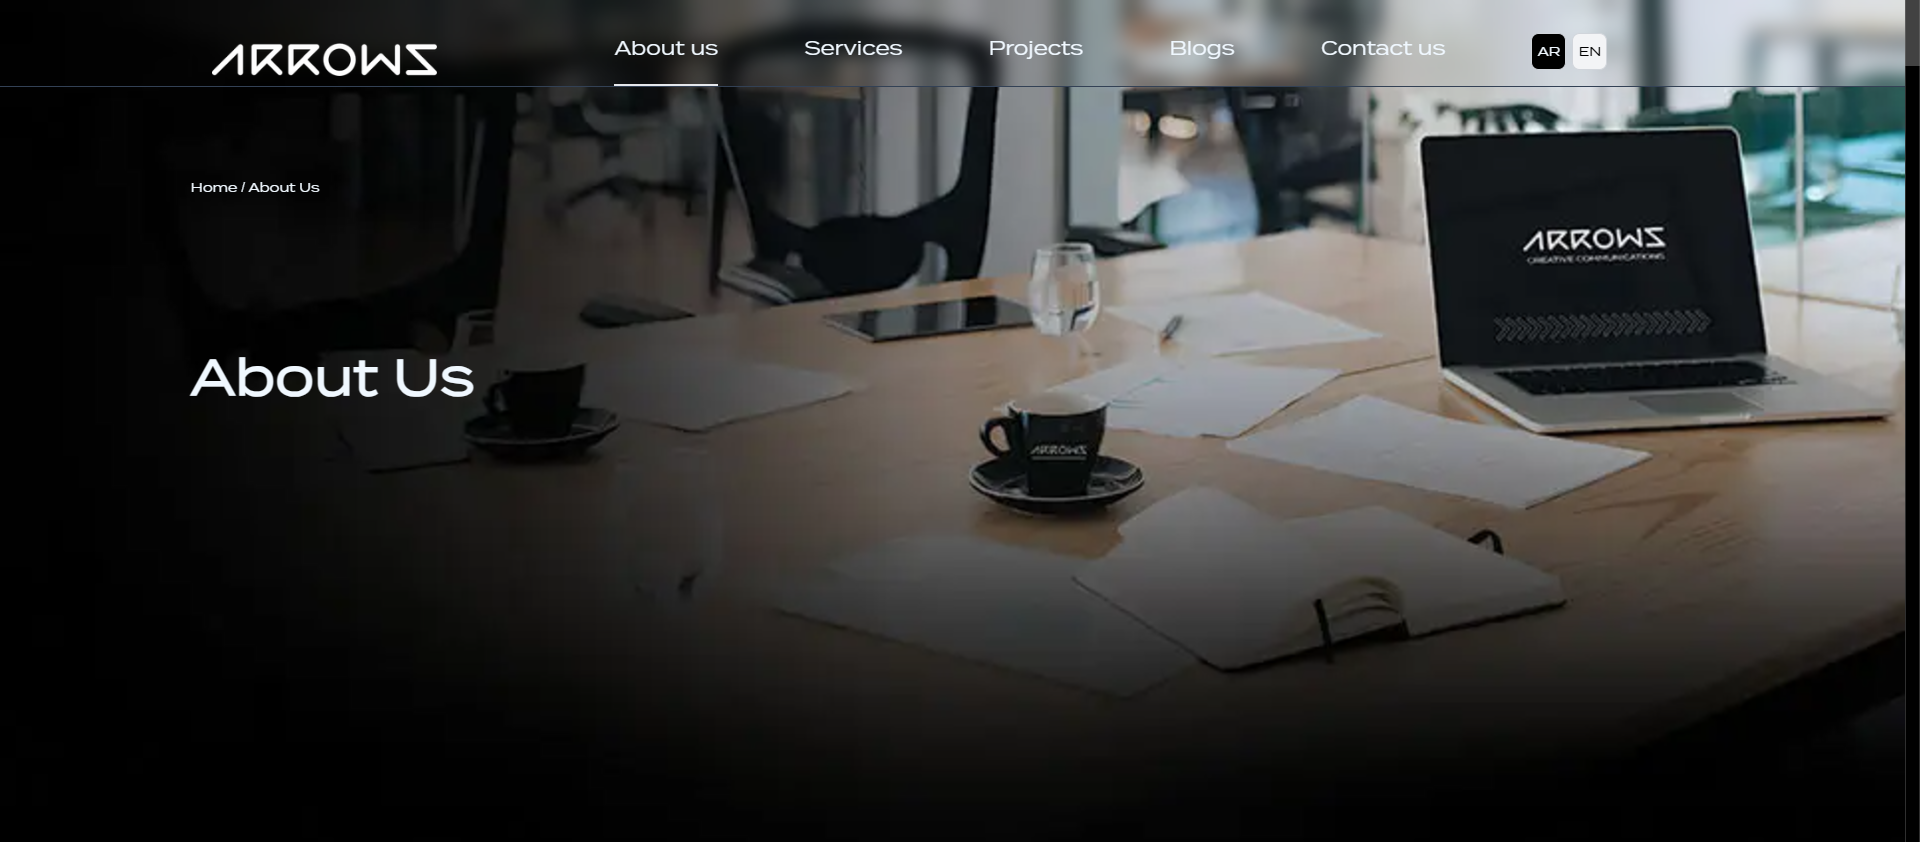 ARROWS
About us
Services
Projects
Blogs
Contact us
AR
EN
Home / About Us
ARROWS
CREATIVE COMMUNICATIONS
About Us
ARROWS